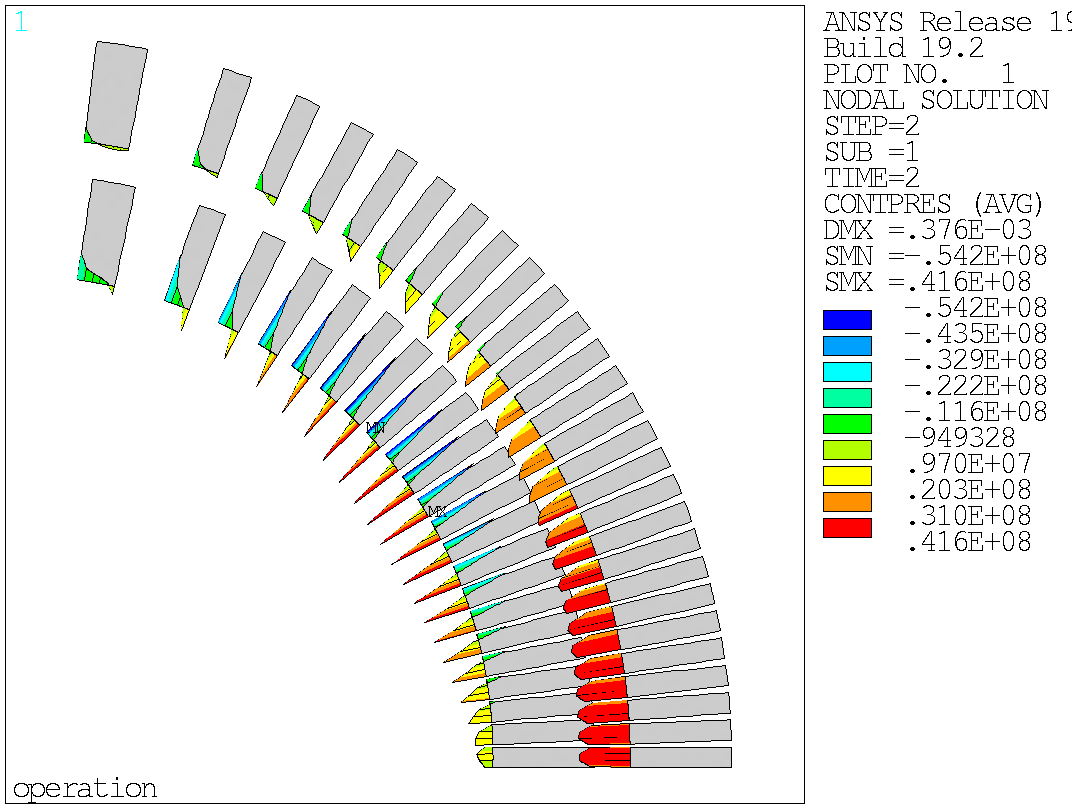 1
ANSYS Release 19
Build 19.2
PLOT NO. 1
NODAL SOLUTION
STEP=2
SUB =1
TIME=2
CONTPRES (AVG)
DMX =.376E-03
SMN =-.542E+08
SMX =.416E+08
-.542E+08
-.435E+08
-.329E+08
-.222E+08
-.116E+08
-949328
.970E+07
.203E+08
.310E+08
.416E+08
MN
MX
operation